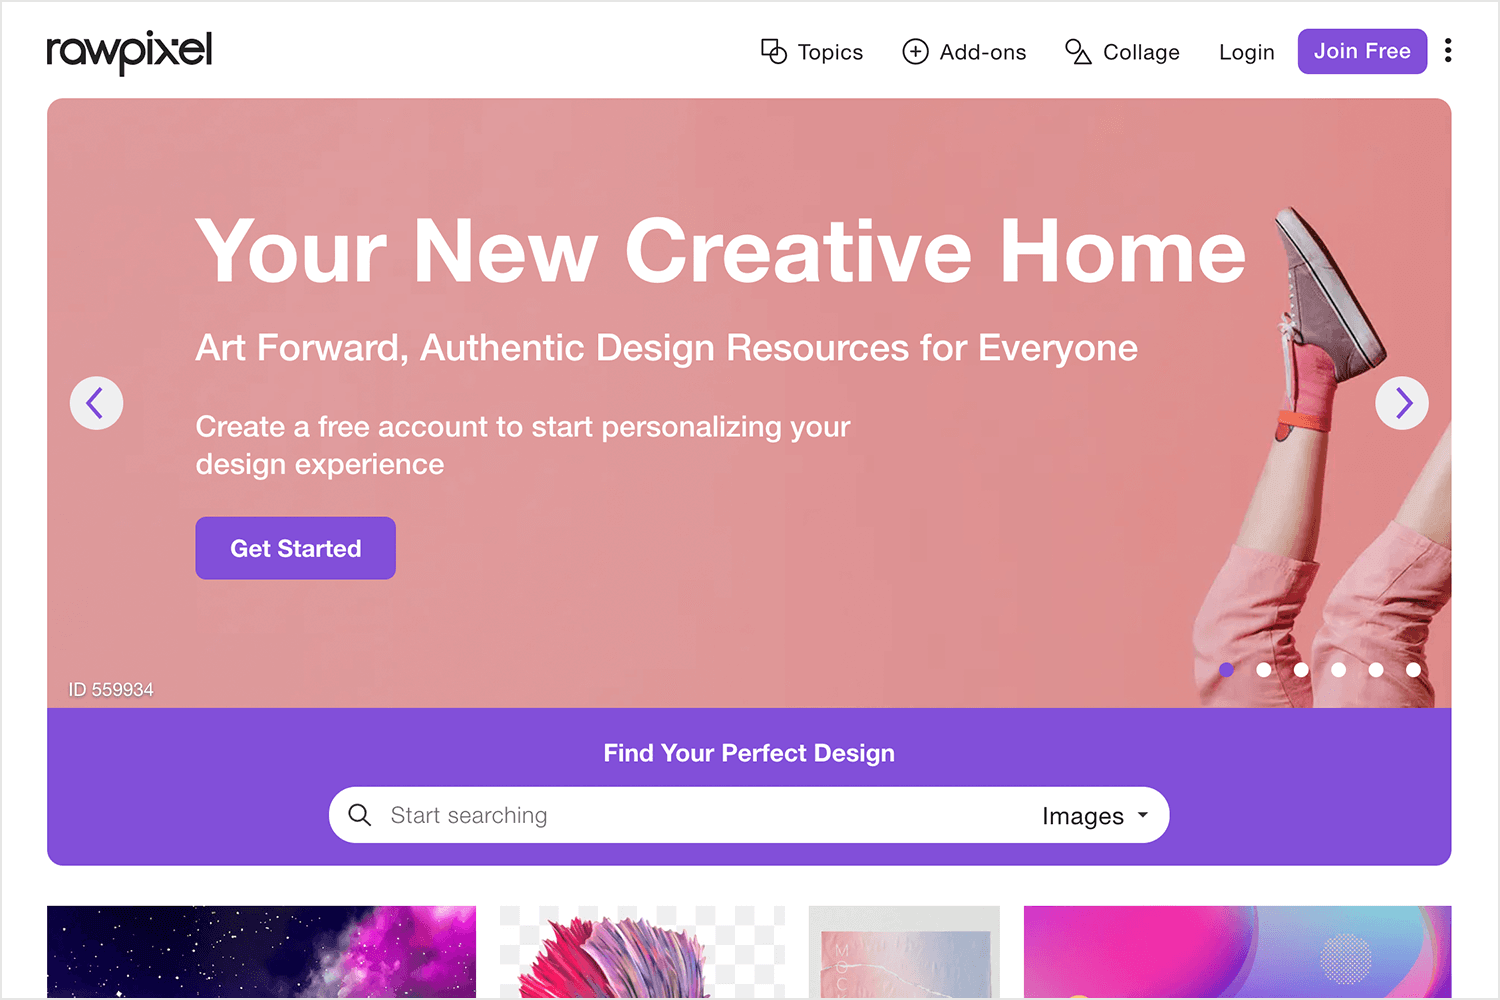 rawpixel
Topics
Add-ons
Collage
Login
Join Free
Your New Creative Home
Art Forward, Authentic Design Resources for Everyone
Create a free account to start personalizing your
design experience
Get Started
ID 559934
Find Your Perfect Design
Start searching
Images
MOC